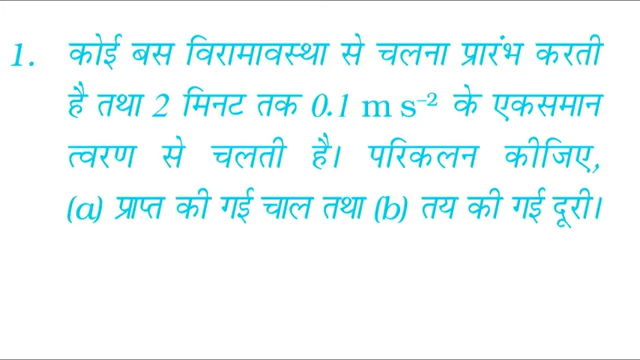 1. कोई बस विरामावस्था से चलना प्रारंभ करती
है तथा 2 मिनट तक 0.1 m s⁻² के एकसमान
त्वरण से चलती है। परिकलन कीजिए,
(a) प्राप्त की गई चाल तथा (b) तय की गई दूरी।